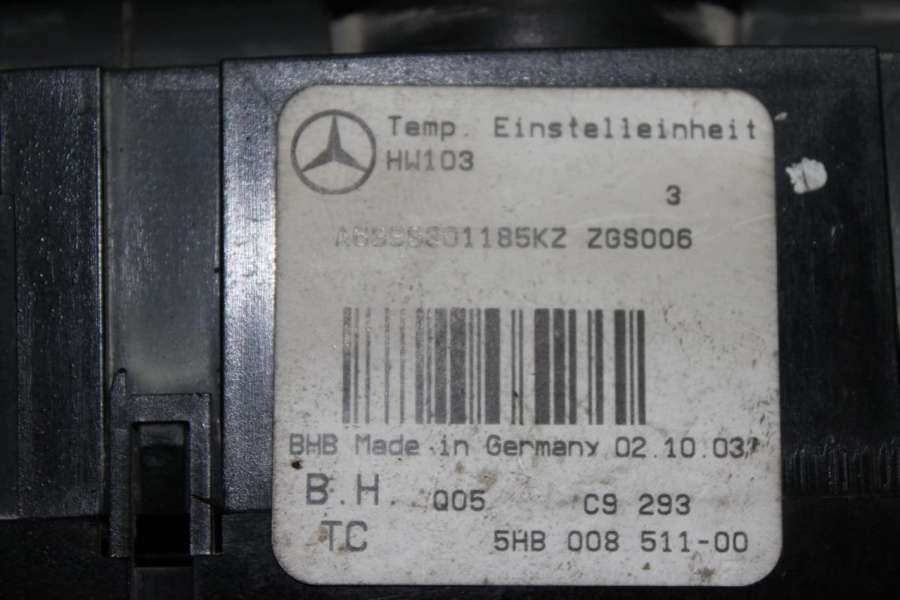 Temp. Einstelleinheit
HW103
3
ZGS006
BHB Made in Germany 02.10.03
B.H. Q05 C9 293
TC 5HB 008 511-00